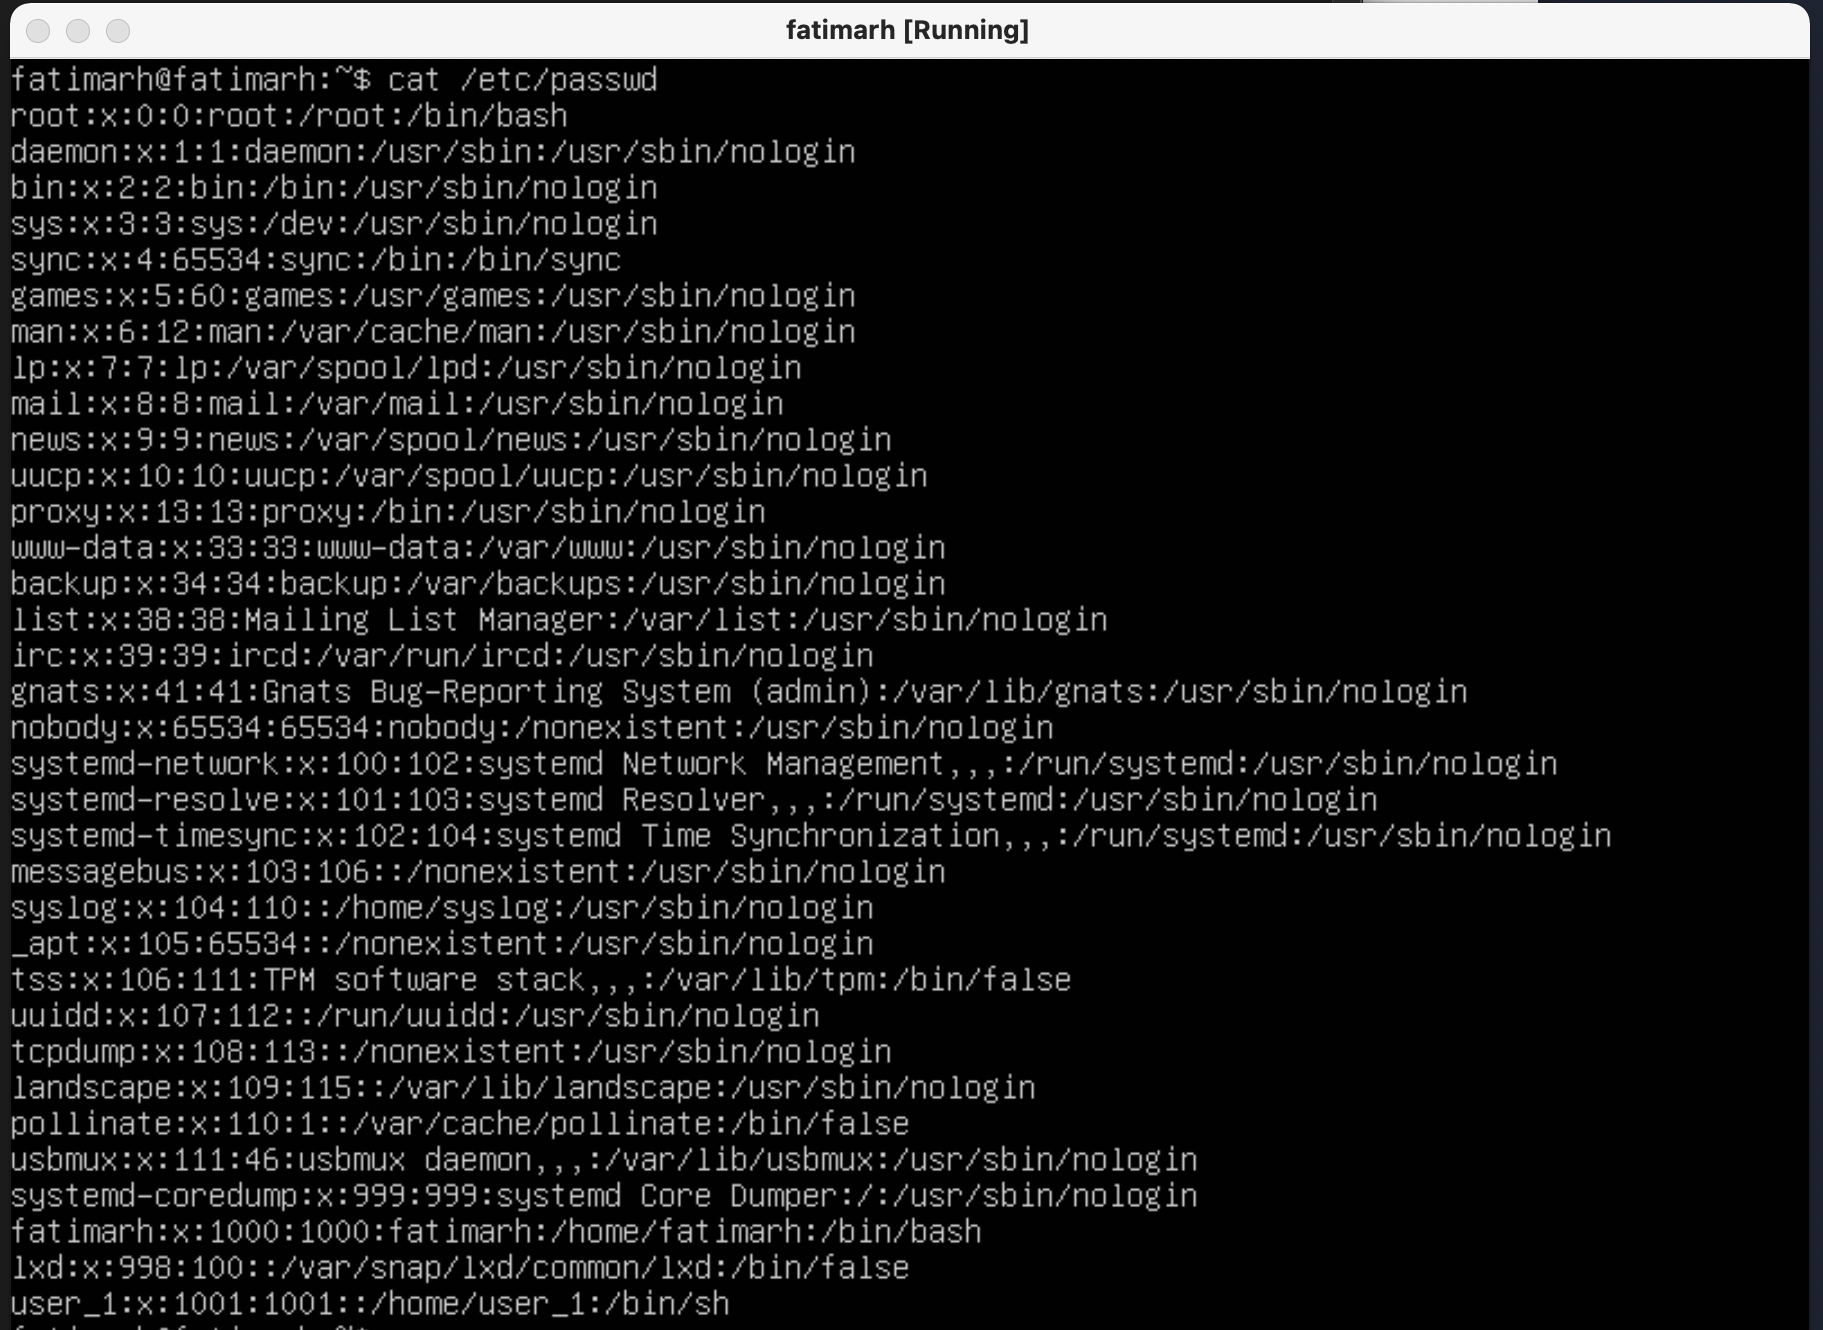 fatimarh [Running]
fatimarh@fatimarh:~$ cat /etc/passwd
root:x:0:0:root:/root:/bin/bash
daemon:x:1:1:daemon:/usr/sbin:/usr/sbin/nologin
bin:x:2:2:bin:/bin:/usr/sbin/nologin
sys:x:3:3:sys:/dev:/usr/sbin/nologin
sync:x:4:65534:sync:/bin:/bin/sync
games:x:5:60:games:/usr/games:/usr/sbin/nologin
man:x:6:12:man:/var/cache/man:/usr/sbin/nologin
lp:x:7:7:lp:/var/spool/lpd:/usr/sbin/nologin
mail:x:8:8:mail:/var/mail:/usr/sbin/nologin
news:x:9:9:news:/var/spool/news:/usr/sbin/nologin
uucp:x:10:10:uucp:/var/spool/uucp:/usr/sbin/nologin
proxy:x:13:13:proxy:/bin:/usr/sbin/nologin
www-data:x:33:33:www-data:/var/www:/usr/sbin/nologin
backup:x:34:34:backup:/var/backups:/usr/sbin/nologin
list:x:38:38:Mailing List Manager:/var/list:/usr/sbin/nologin
irc:x:39:39:ircd:/var/run/ircd:/usr/sbin/nologin
gnats:x:41:41:Gnats Bug-Reporting System (admin):/var/lib/gnats:/usr/sbin/nologin
nobody:x:65534:65534:nobody:/nonexistent:/usr/sbin/nologin
systemd-network:x:100:102:systemd Network Management,,,:/run/systemd:/usr/sbin/nologin
systemd-resolve:x:101:103:systemd Resolver,,,:/run/systemd:/usr/sbin/nologin
systemd-timesync:x:102:104:systemd Time Synchronization,,,:/run/systemd:/usr/sbin/nologin
messagebus:x:103:106::/nonexistent:/usr/sbin/nologin
syslog:x:104:110::/home/syslog:/usr/sbin/nologin
_apt:x:105:65534::/nonexistent:/usr/sbin/nologin
tss:x:106:111:TPM software stack,,,:/var/lib/tpm:/bin/false
uuidd:x:107:112::/run/uuidd:/usr/sbin/nologin
tcpdump:x:108:113::/nonexistent:/usr/sbin/nologin
landscape:x:109:115::/var/lib/landscape:/usr/sbin/nologin
pollinate:x:110:1::/var/cache/pollinate:/bin/false
usbmux:x:111:46:usbmux daemon,,,:/var/lib/usbmux:/usr/sbin/nologin
systemd-coredump:x:999:999:systemd Core Dumper:/:/usr/sbin/nologin
fatimarh:x:1000:1000:fatimarh:/home/fatimarh:/bin/bash
lxd:x:998:100::/var/snap/lxd/common/lxd:/bin/false
user_1:x:1001:1001::/home/user_1:/bin/sh